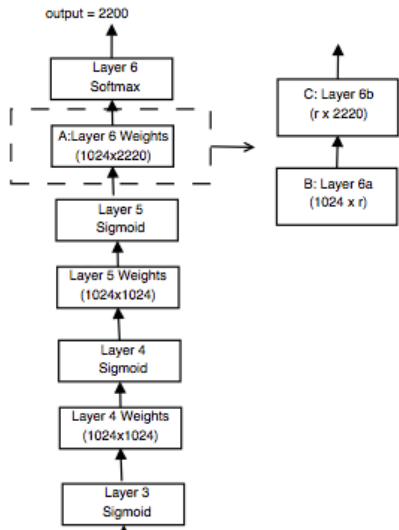 output = 2200
Layer 6
Softmax
A:Layer 6 Weights
(1024x2220)
Layer 5
Sigmoid
Layer 5 Weights
(1024x1024)
Layer 4
Sigmoid
Layer 4 Weights
(1024x1024)
Layer 3
Sigmoid
C: Layer 6b
(r x 2220)
B: Layer 6a
(1024 x r)